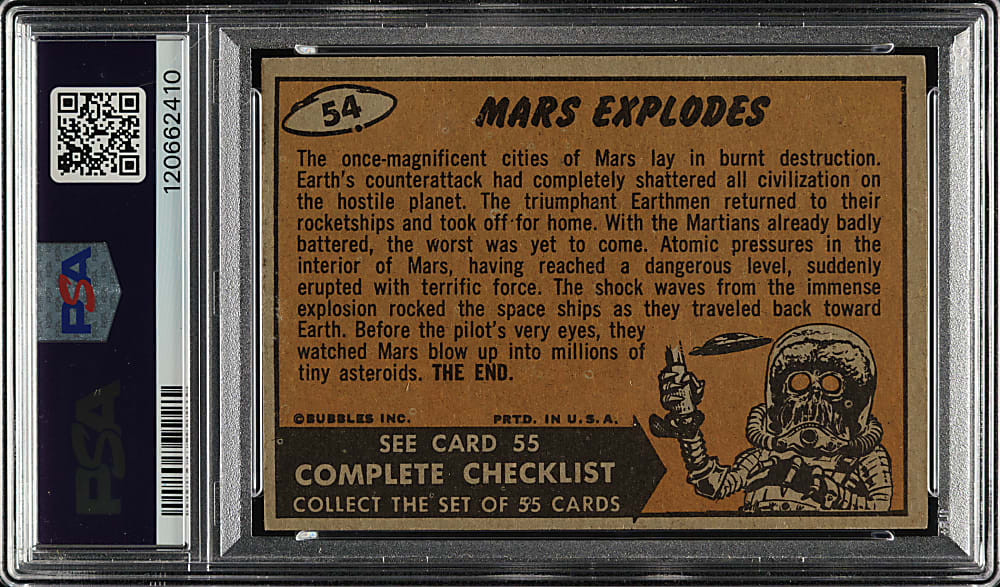 120662410
PSA
PSA
54
MARS EXPLODES
The once-magnificent cities of Mars lay in burnt destruction.
Earth's counterattack had completely shattered all civilization on
the hostile planet. The triumphant Earthmen returned to their
rocketships and took off for home. With the Martians already badly
battered, the worst was yet to come. Atomic pressures in the
interior of Mars, having reached a dangerous level, suddenly
erupted with terrific force. The shock waves from the immense
explosion rocked the space ships as they traveled back toward
Earth. Before the pilot's very eyes, they
watched Mars blow up into millions of
tiny asteroids. THE END.
©BUBBLES INC. PRTD. IN U.S.A.
SEE CARD 55
COMPLETE CHECKLIST
COLLECT THE SET OF 55 CARDS